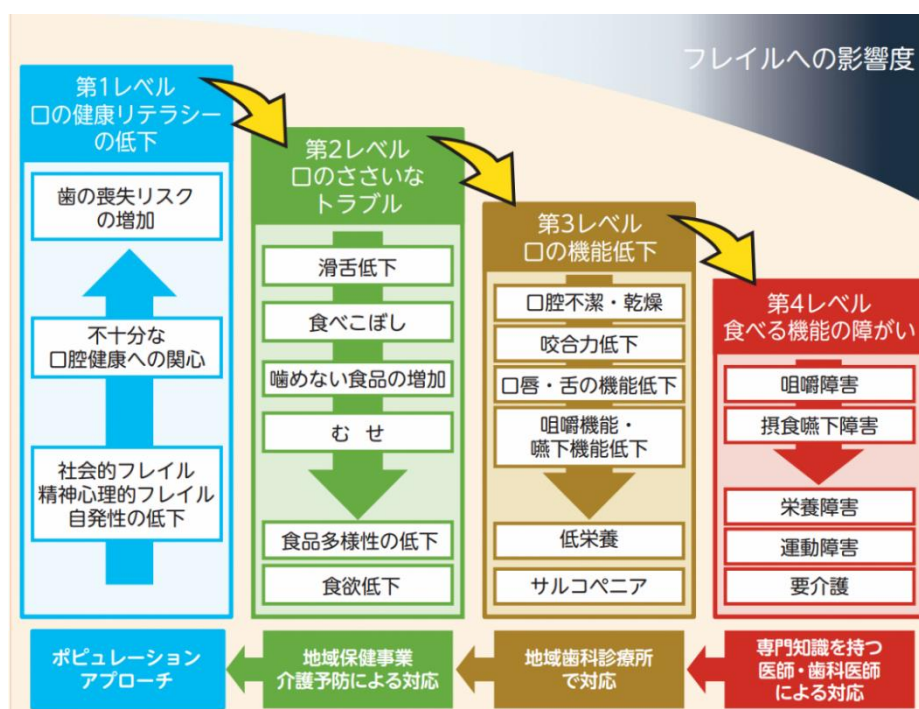 フレイルへの影響度
第1レベル
口の健康リテラシー
の低下
歯の喪失リスク
の増加
不十分な
口腔健康への関心
社会的フレイル
精神心理的フレイル
自発性の低下
ポピュレーション
アプローチ
第2レベル
口のささいな
トラブル
滑舌低下
食べこぼし
噛めない食品の増加
むせ
食品多様性の低下
食欲低下
地域保健事業
介護予防による対応
第3レベル
口の機能低下
口腔不潔・乾燥
咬合力低下
口唇・舌の機能低下
咀嚼機能・
嚥下機能低下
低栄養
サルコペニア
地域歯科診療所
で対応
第4レベル
食べる機能の障がい
咀嚼障害
摂食嚥下障害
栄養障害
運動障害
要介護
専門知識を持つ
医師・歯科医師
による対応